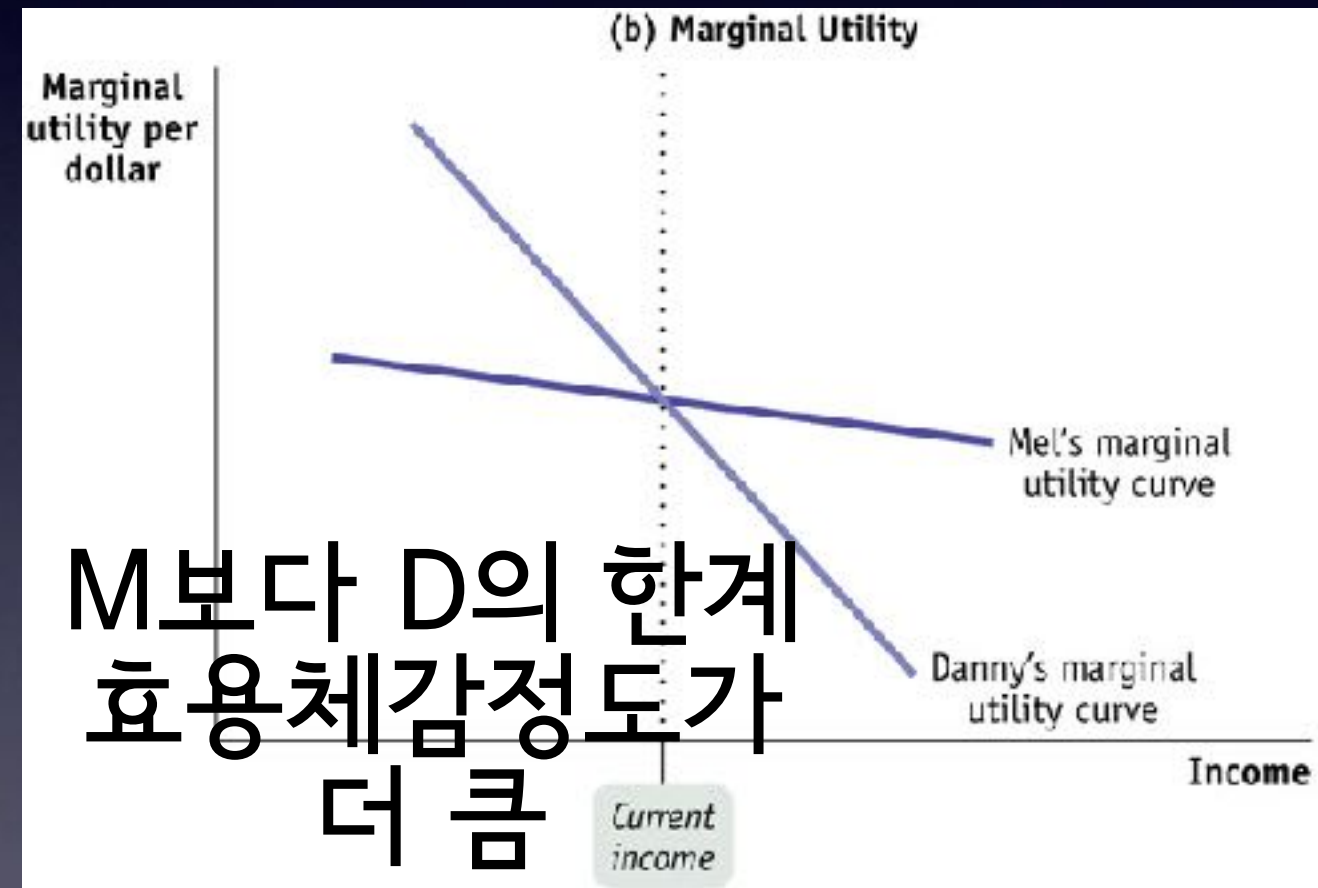 (b) Marginal Utility
Marginal
utility per
dollar
Mel's marginal
utility curve
M보다 D의 한계
효용체감정도가
더 큼
Danny's marginal
utility curve
Income
Current
income